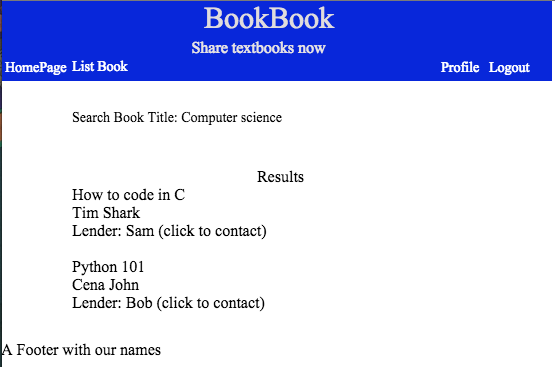 BookBook
Share textbooks now
HomePage List Book Profile Logout
Search Book Title: Computer science
Results
How to code in C
Tim Shark
Lender: Sam (click to contact)
Python 101
Cena John
Lender: Bob (click to contact)
A Footer with our names